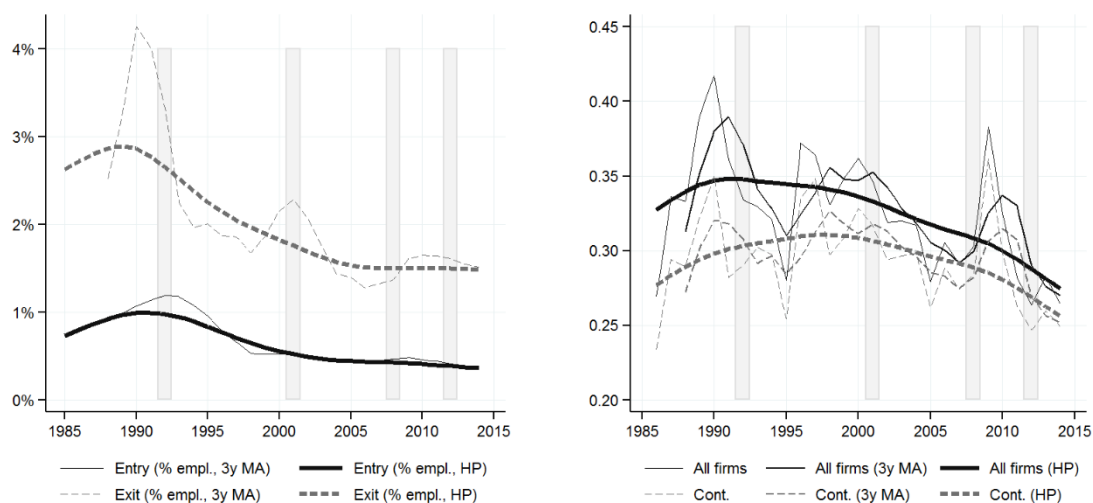 4%
3%
2%
1%
0%
1985 1990 1995 2000 2005 2010 2015
Entry (% empl., 3y MA) Entry (% empl., HP)
Exit (% empl., 3y MA) Exit (% empl., HP)
0.45
0.40
0.35
0.30
0.25
0.20
1985 1990 1995 2000 2005 2010 2015
All firms All firms (3y MA) All firms (HP)
Cont. Cont. (3y MA) Cont. (HP)